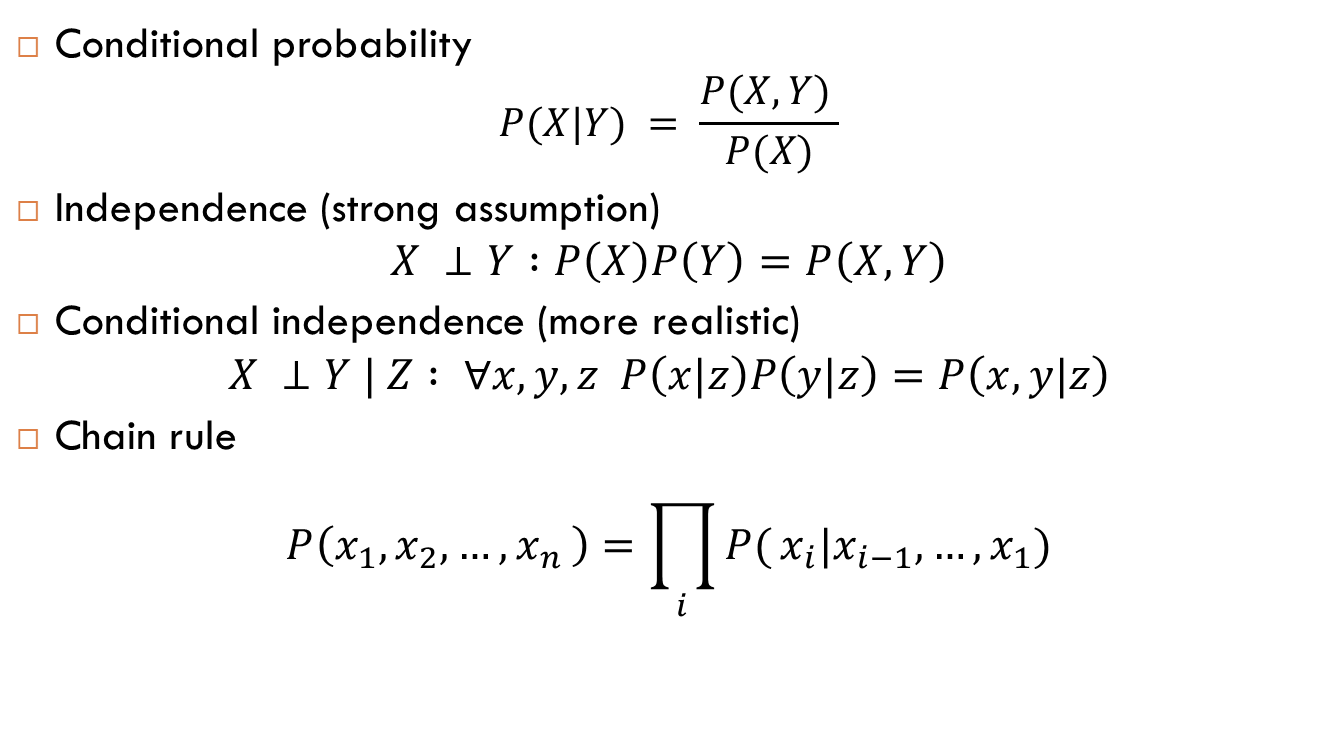 □ Conditional probability
P(X|Y) = P(X, Y) / P(X)
□ Independence (strong assumption)
X ⊥ Y : P(X)P(Y) = P(X, Y)
□ Conditional independence (more realistic)
X ⊥ Y | Z : ∀x, y, z P(x|z)P(y|z) = P(x, y|z)
□ Chain rule
P(x₁, x₂, … , xₙ ) = ∏ᵢ P( xᵢ|xᵢ₋₁, … , x₁)